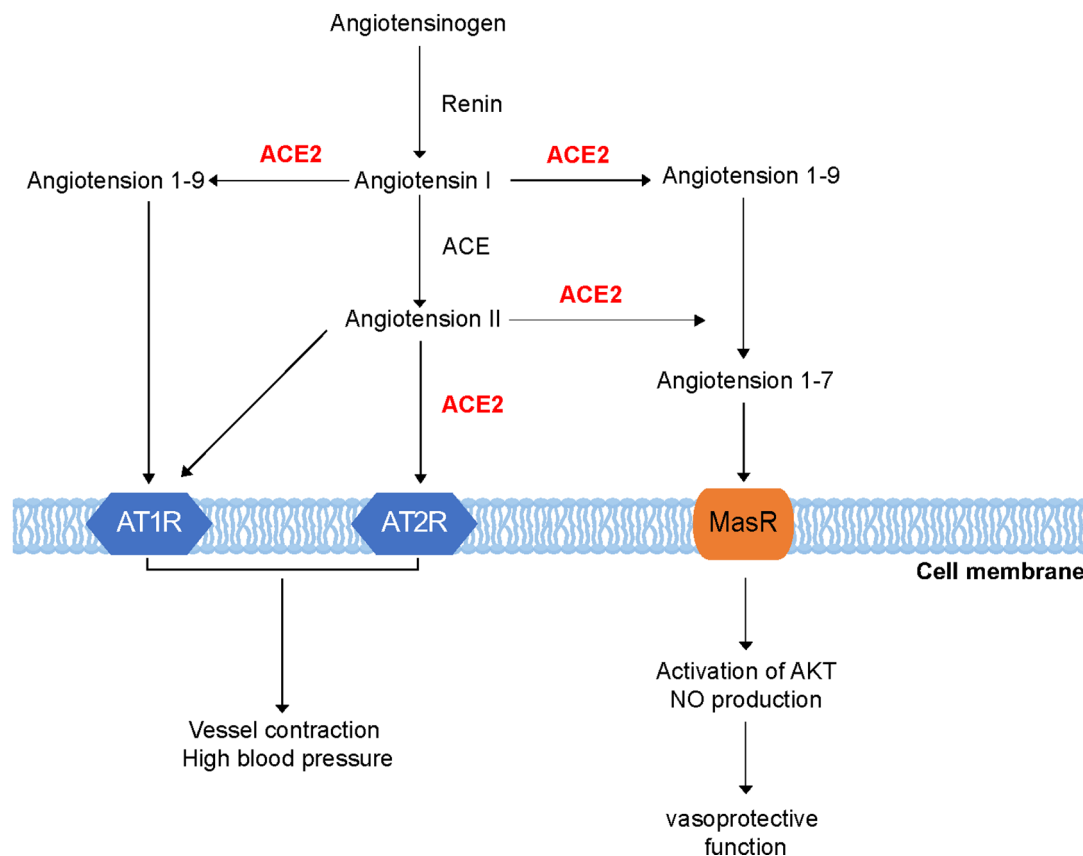 Angiotensinogen
Renin
ACE2
ACE2
Angiotension 1-9
Angiotensin I
Angiotension 1-9
ACE
ACE2
Angiotension II
Angiotension 1-7
ACE2
AT1R
AT2R
MasR
Cell membrane
Activation of AKT
NO production
Vessel contraction
High blood pressure
vasoprotective
function